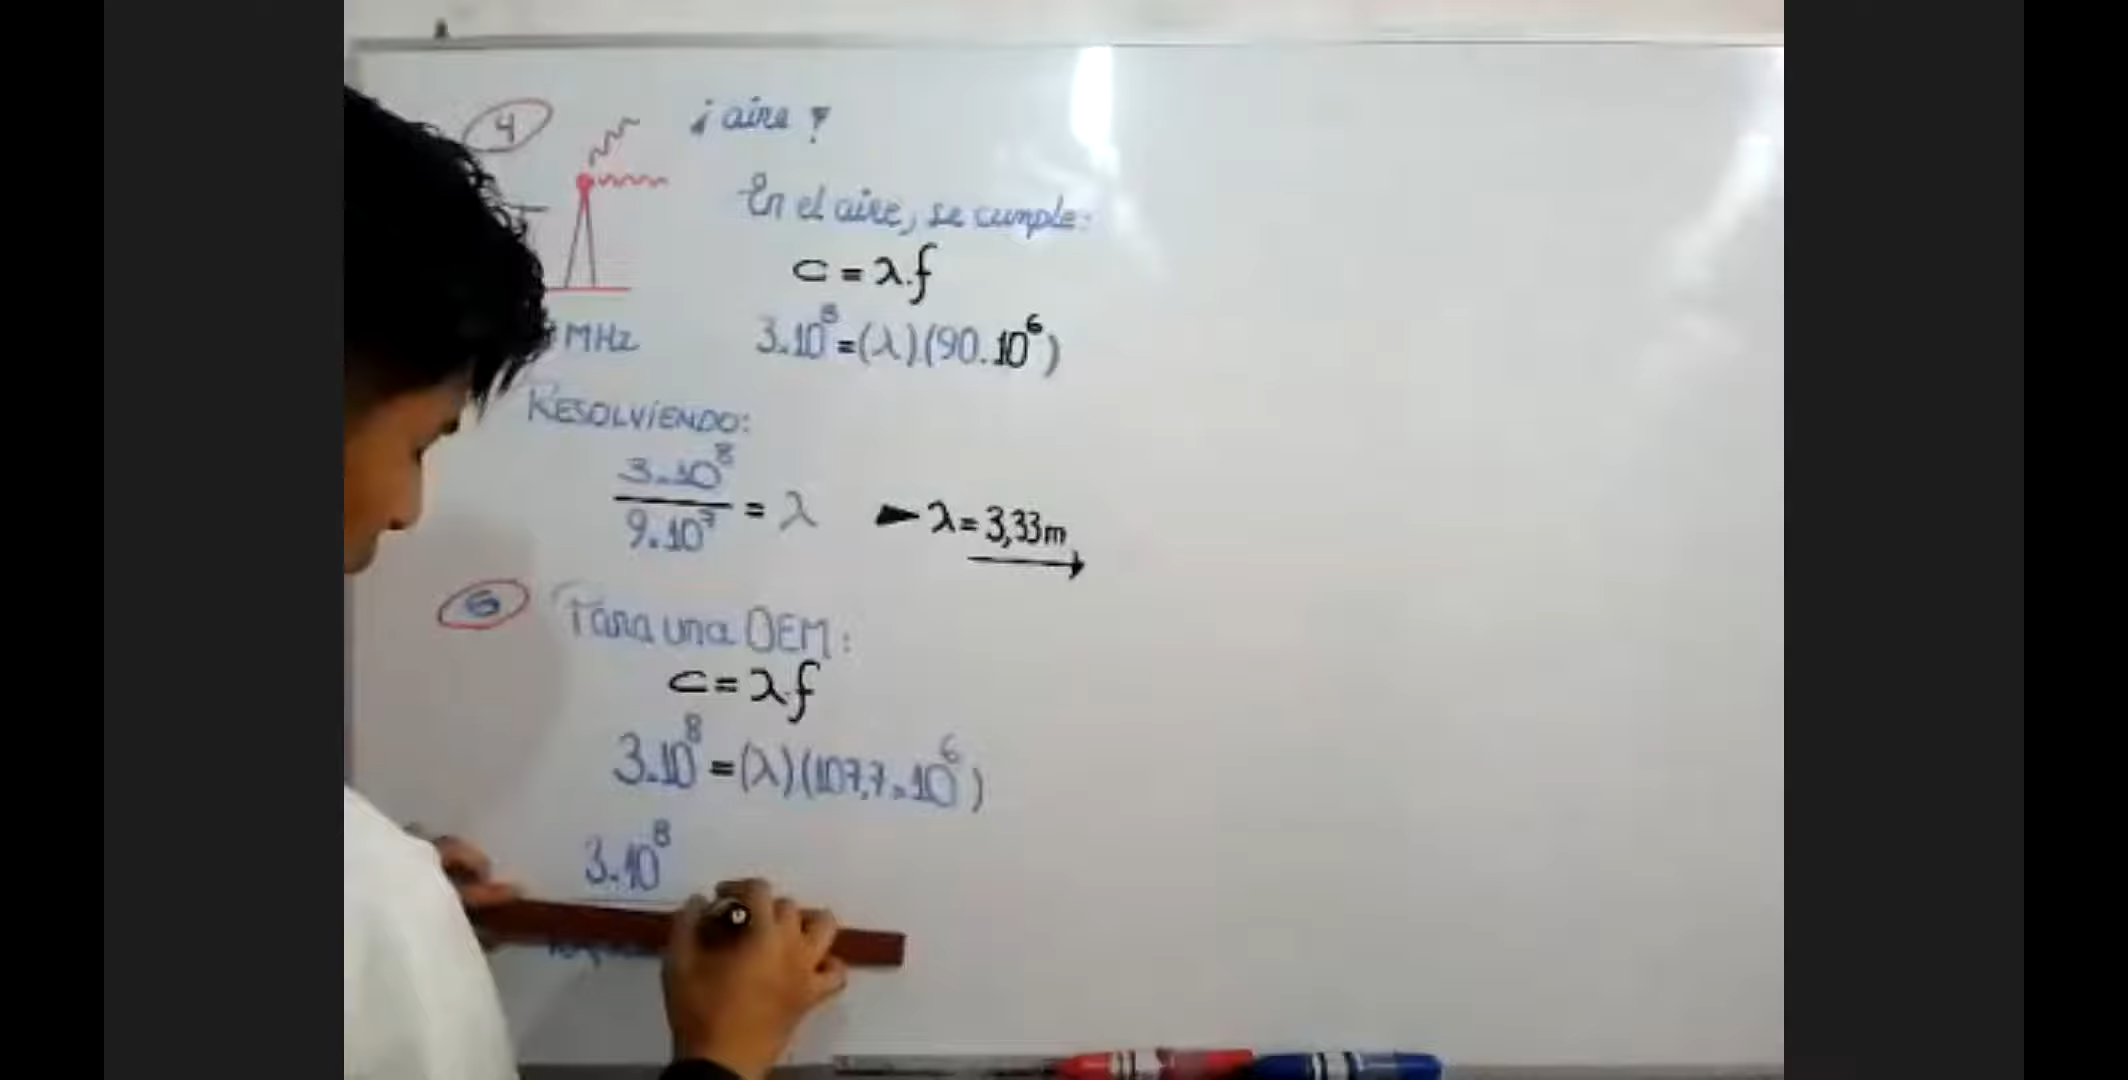 4
¡ aire !
En el aire, se cumple:
c = λ.f
MHz
3.10⁸ = (λ)(90.10⁶)
RESOLViENDO:
3.10⁸
9.10⁷
= λ
► λ = 3,33m
Para una OEM:
c = λ.f
3.10⁸ = (λ)(107,7.10⁶)
3.10⁸